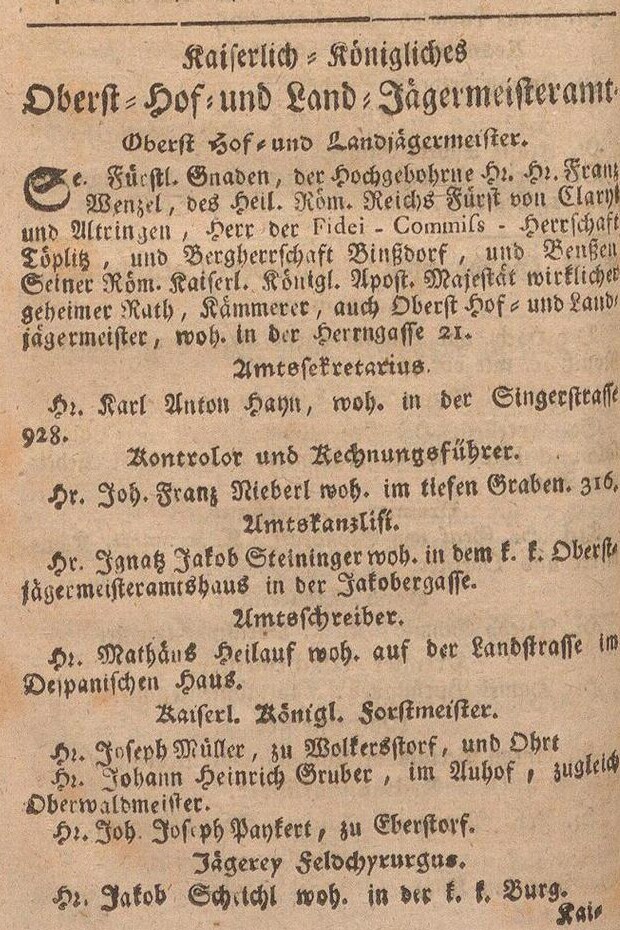 Kaiserlich-Königliches
Oberst-Hof-und Land-Jägermeisteramt.
Oberst Hof-und Landjägermeister.
Se. Fürstl. Gnaden, der Hochgebohrne Hr. Hr. Franz
Wenzel, des Heil. Röm. Reichs Fürst von Clary
und Altringen, Herr der Fidei-Commiss-Herrschaft
Töplitz, und Bergherrschaft Binßdorf, und Benßen
Seiner Röm. Kaiserl. Königl. Apost. Majestät wirklicher
geheimer Rath, Kämmerer, auch Oberst Hof-und Land-
jägermeister, woh. in der Herrngasse 21.
Amtssekretarius.
Hr. Karl Anton Hayn, woh. in der Singerstrasse
928.
Kontrolor und Rechnungsführer.
Hr. Joh. Franz Nieberl woh. im tiefen Graben. 316.
Amtskanzlist.
Hr. Ignatz Jakob Steininger woh. in dem k. k. Oberst-
jägermeisteramtshaus in der Jakobergasse.
Amtsschreiber.
Hr. Mathäus Heilauf woh. auf der Landstrasse im
Despanischen Haus.
Kaiserl. Königl. Forstmeister.
Hr. Joseph Müller, zu Wolkersstorf, und Ohrt
Hr. Johann Heinrich Gruber, im Auhof, zugleich
Oberwaldmeister.
Hr. Joh. Joseph Paykert, zu Eberstorf.
Jägerey Feldchyrurgus.
Hr. Jakob Scheichl woh. in der k. k. Burg.
Kai-